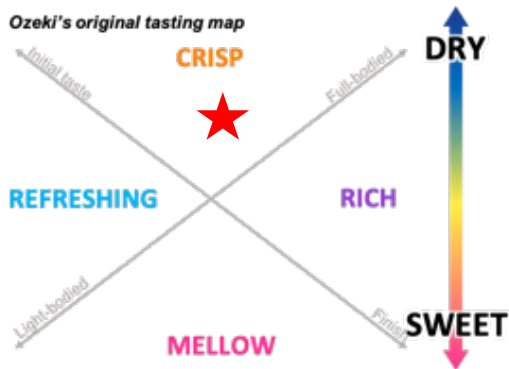 Ozeki's original tasting map
CRISP
DRY
Initial taste
Full-bodied
REFRESHING
RICH
Light-bodied
Finish
SWEET
MELLOW